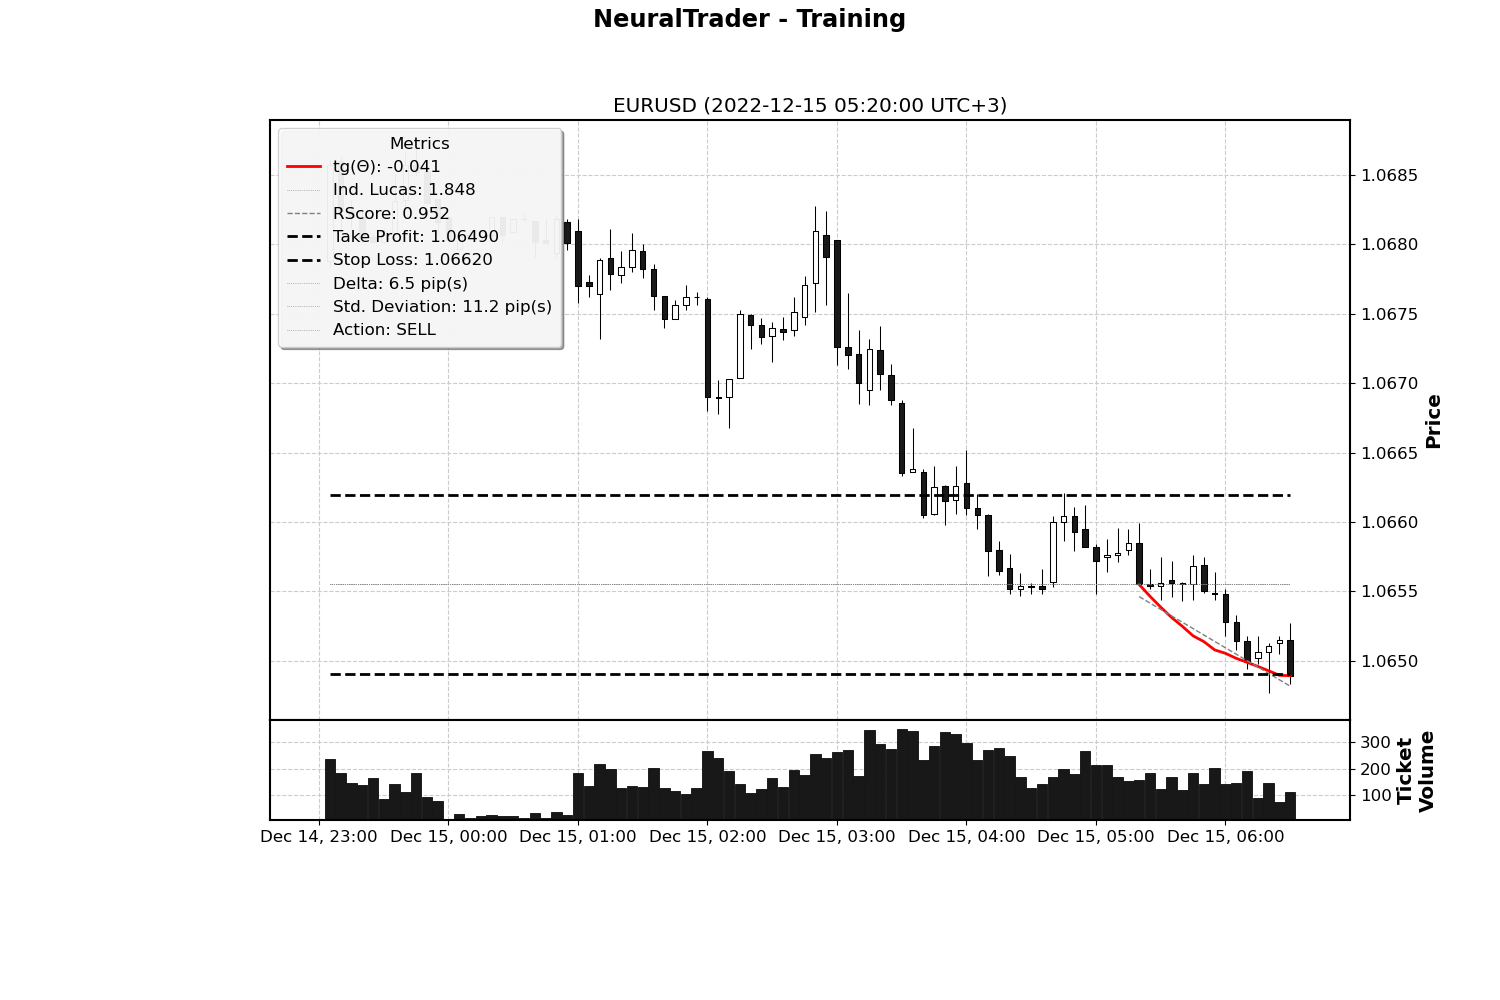 NeuralTrader - Training
EURUSD (2022-12-15 05:20:00 UTC+3)
Metrics
tg(Θ): -0.041
Ind. Lucas: 1.848
RScore: 0.952
Take Profit: 1.06490
Stop Loss: 1.06620
Delta: 6.5 pip(s)
Std. Deviation: 11.2 pip(s)
Action: SELL
1.0685
1.0680
1.0675
1.0670
1.0665
1.0660
1.0655
1.0650
Price
300
200
100
Ticket
Volume
Dec 14, 23:00 Dec 15, 00:00 Dec 15, 01:00 Dec 15, 02:00 Dec 15, 03:00 Dec 15, 04:00 Dec 15, 05:00 Dec 15, 06:00